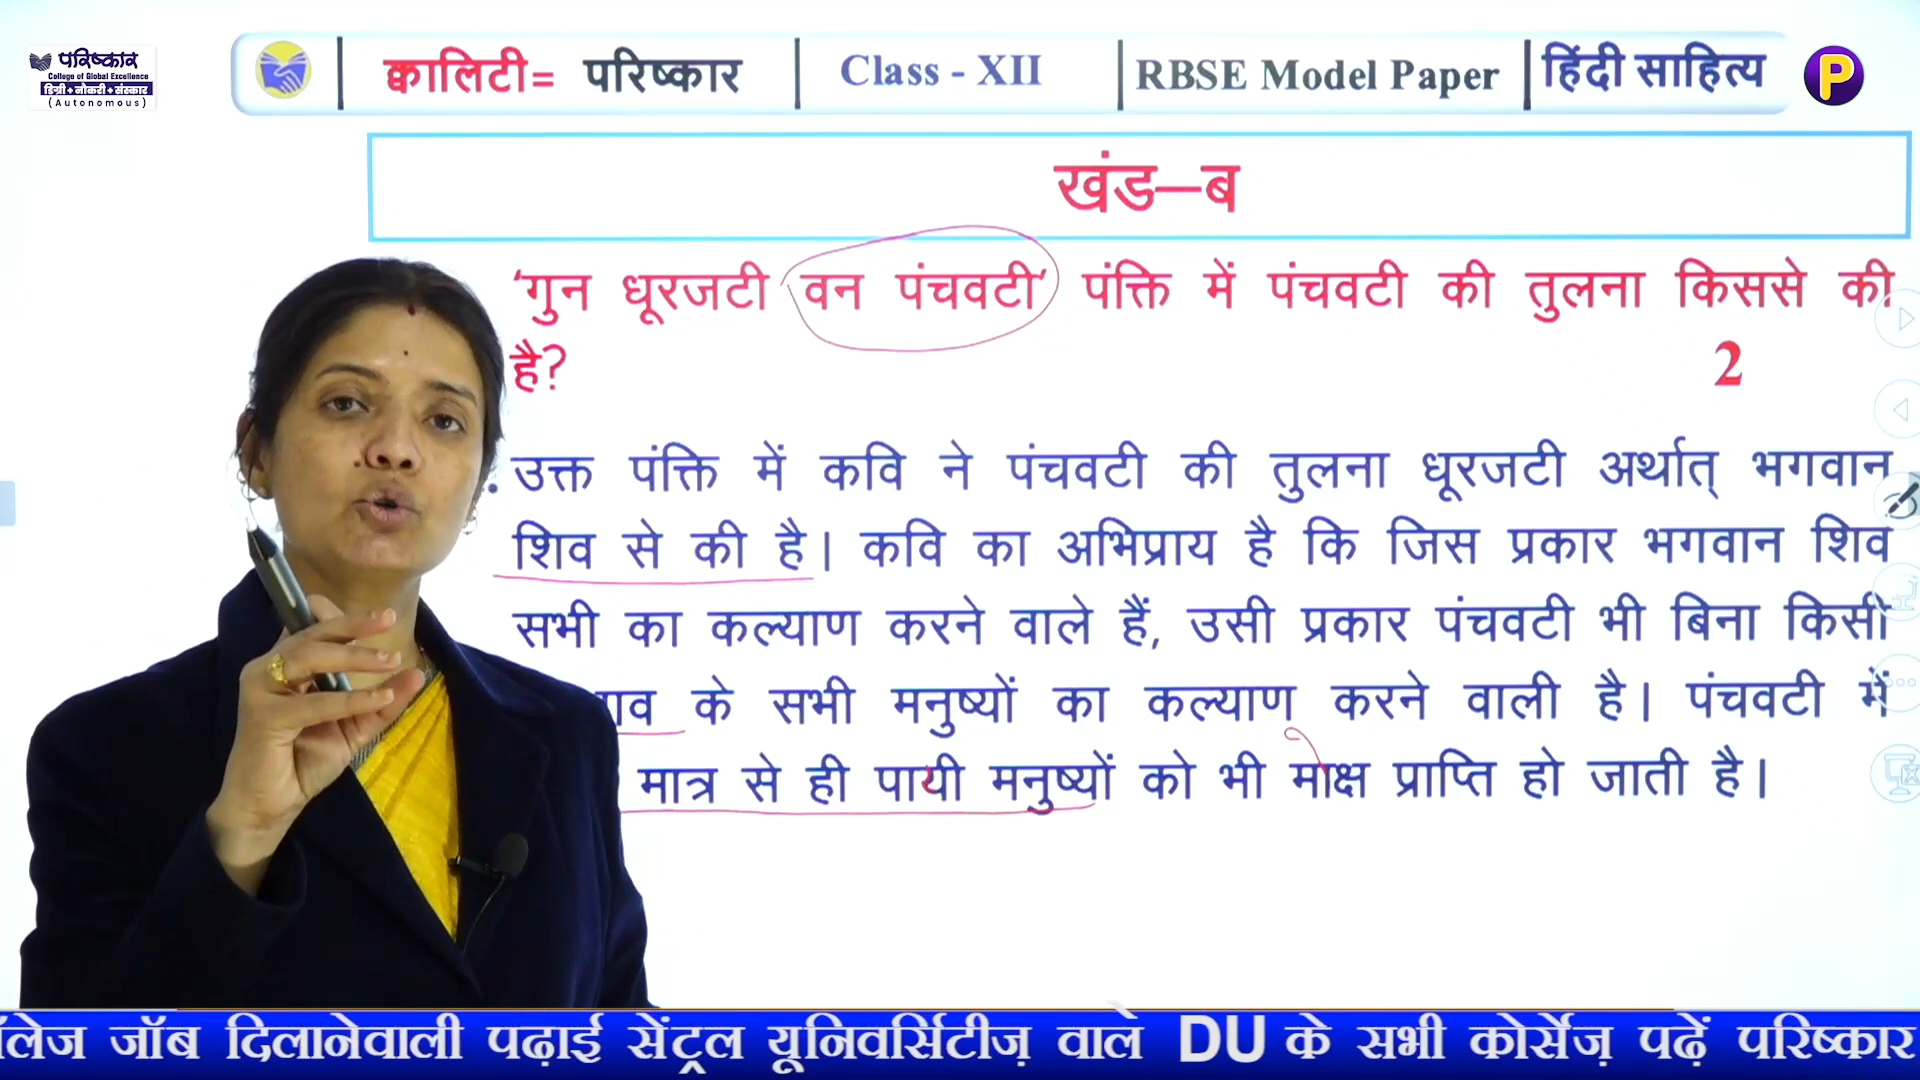 परिष्कार
College of Global Excellence
डिग्री + नौकरी + संस्कार
(Autonomous)
क्वालिटी= परिष्कार
Class - XII
RBSE Model Paper
हिंदी साहित्य
P
खंड–ब
‘गुन धूरजटी वन पंचवटी’ पंक्ति में पंचवटी की तुलना किससे की
है? 2
उक्त पंक्ति में कवि ने पंचवटी की तुलना धूरजटी अर्थात् भगवान
शिव से की है। कवि का अभिप्राय है कि जिस प्रकार भगवान शिव
सभी का कल्याण करने वाले हैं, उसी प्रकार पंचवटी भी बिना किसी
के सभी मनुष्यों का कल्याण करने वाली है। पंचवटी में
मात्र से ही पायी मनुष्यों को भी मोक्ष प्राप्ति हो जाती है।
जॉब दिलानेवाली पढ़ाई सेंट्रल यूनिवर्सिटीज़ वाले DU के सभी कोर्सेज़ पढ़ें परिष्कार